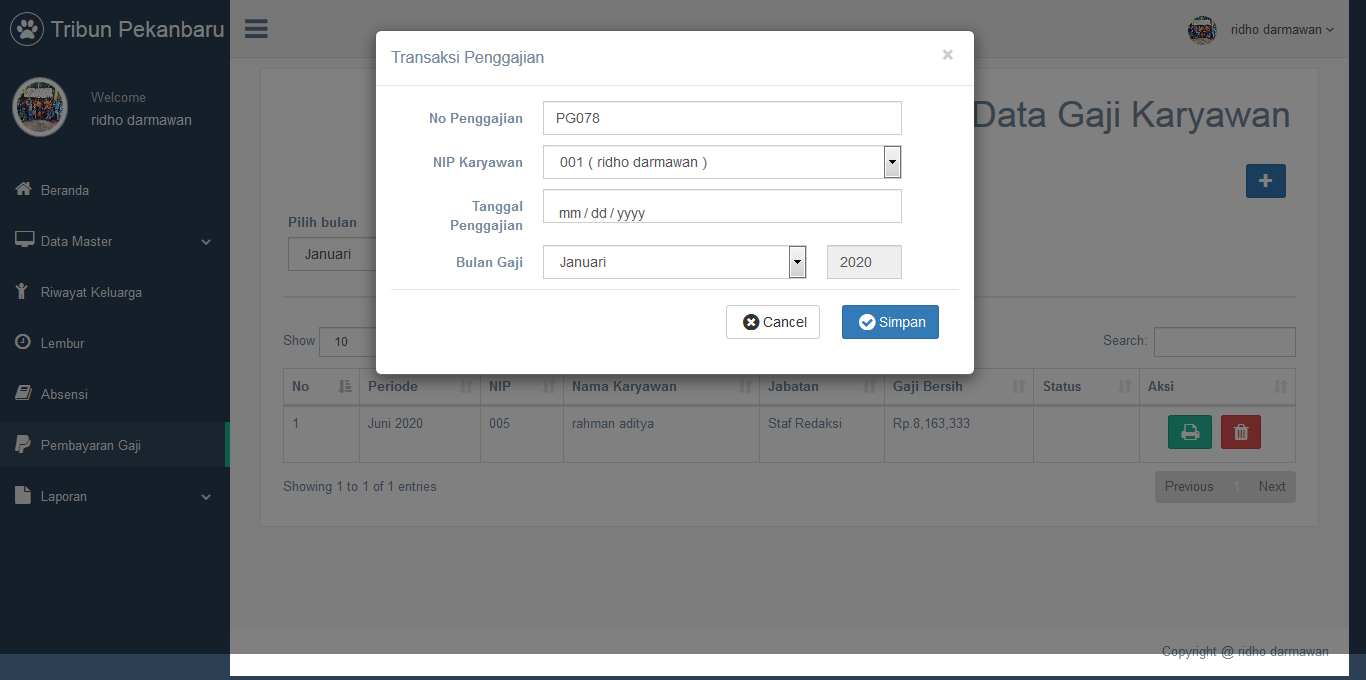 Tribun Pekanbaru
ridho darmawan
Welcome
ridho darmawan
Beranda
Data Master
Riwayat Keluarga
Lembur
Absensi
Pembayaran Gaji
Laporan
Transaksi Penggajian
×
No Penggajian PG078
NIP Karyawan 001 ( ridho darmawan )
Tanggal
Penggajian mm / dd / yyyy
Bulan Gaji Januari 2020
Cancel Simpan
Data Gaji Karyawan
Pilih bulan
Januari
Show 10
Search:
No Periode NIP Nama Karyawan Jabatan Gaji Bersih Status Aksi
1 Juni 2020 005 rahman aditya Staf Redaksi Rp.8,163,333
Showing 1 to 1 of 1 entries
Previous 1 Next
Copyright @ ridho darmawan